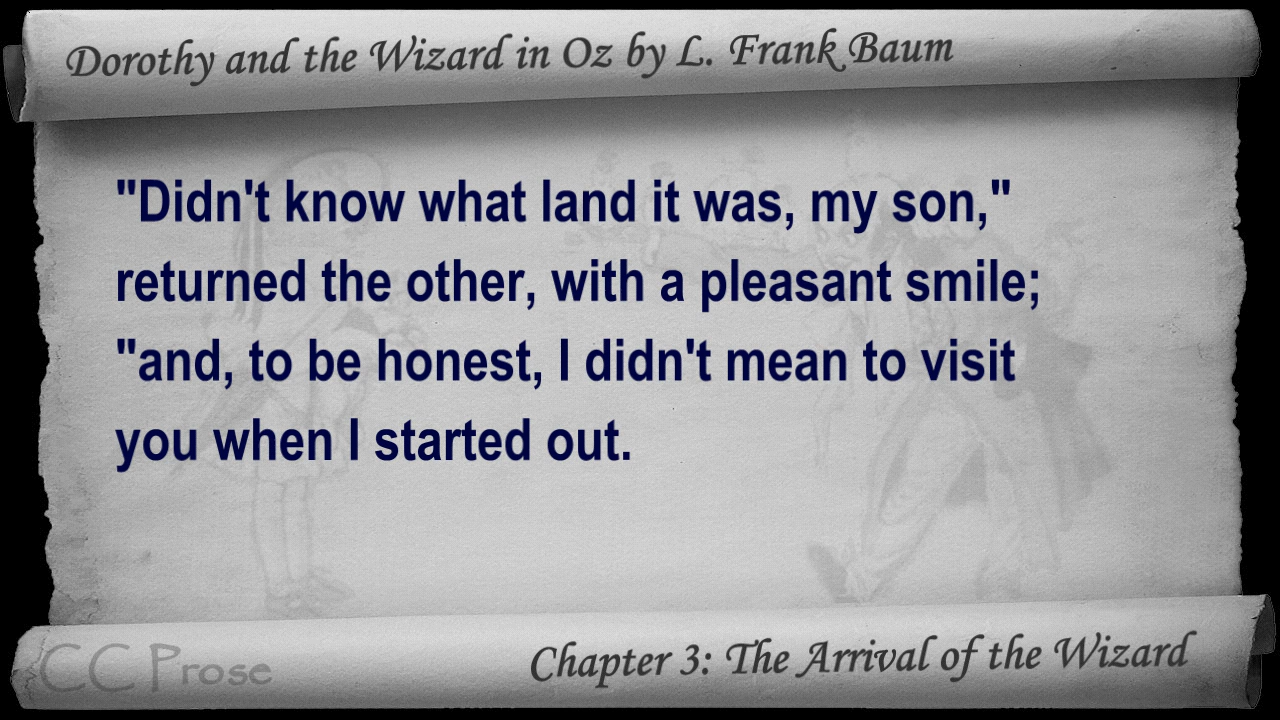 Dorothy and the Wizard in Oz by L. Frank Baum
"Didn't know what land it was, my son,"
returned the other, with a pleasant smile;
"and, to be honest, I didn't mean to visit
you when I started out.
CC Prose
Chapter 3: The Arrival of the Wizard